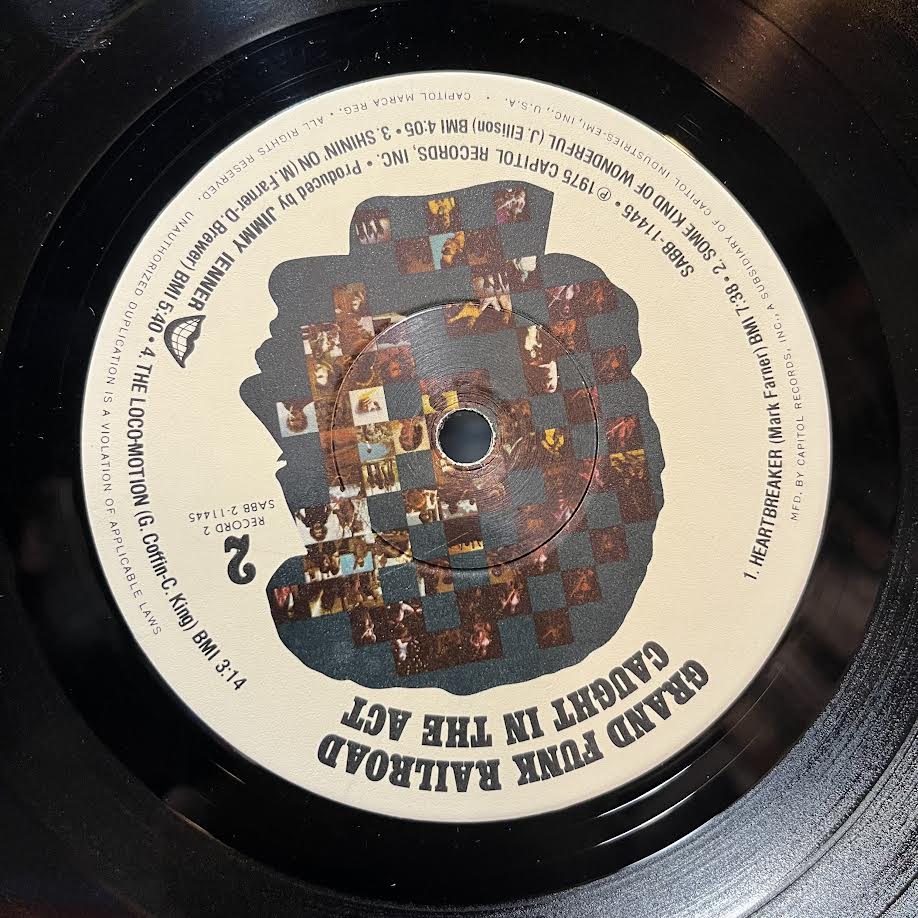 GRAND FUNK RAILROAD
CAUGHT IN THE ACT
2
RECORD 2
SABB-2-11445
1. HEARTBREAKER (Mark Farner) BMI 7:38 • 2. SOME KIND OF WONDERFUL (J. Ellison) BMI 4:05 • 3. SHININ' ON (M. Farner-D. Brewer) BMI 5:40 • 4. THE LOCO-MOTION (G. Coffin-C. King) BMI 3:14
SABB-11445 • ℗ 1975 CAPITOL RECORDS, INC. • Produced by JIMMY IENNER
MFD. BY CAPITOL RECORDS, INC., A SUBSIDIARY OF CAPITOL INDUSTRIES-EMI, INC., U.S.A. • CAPITOL MARCA REG. • ALL RIGHTS RESERVED. UNAUTHORIZED DUPLICATION IS A VIOLATION OF APPLICABLE LAWS